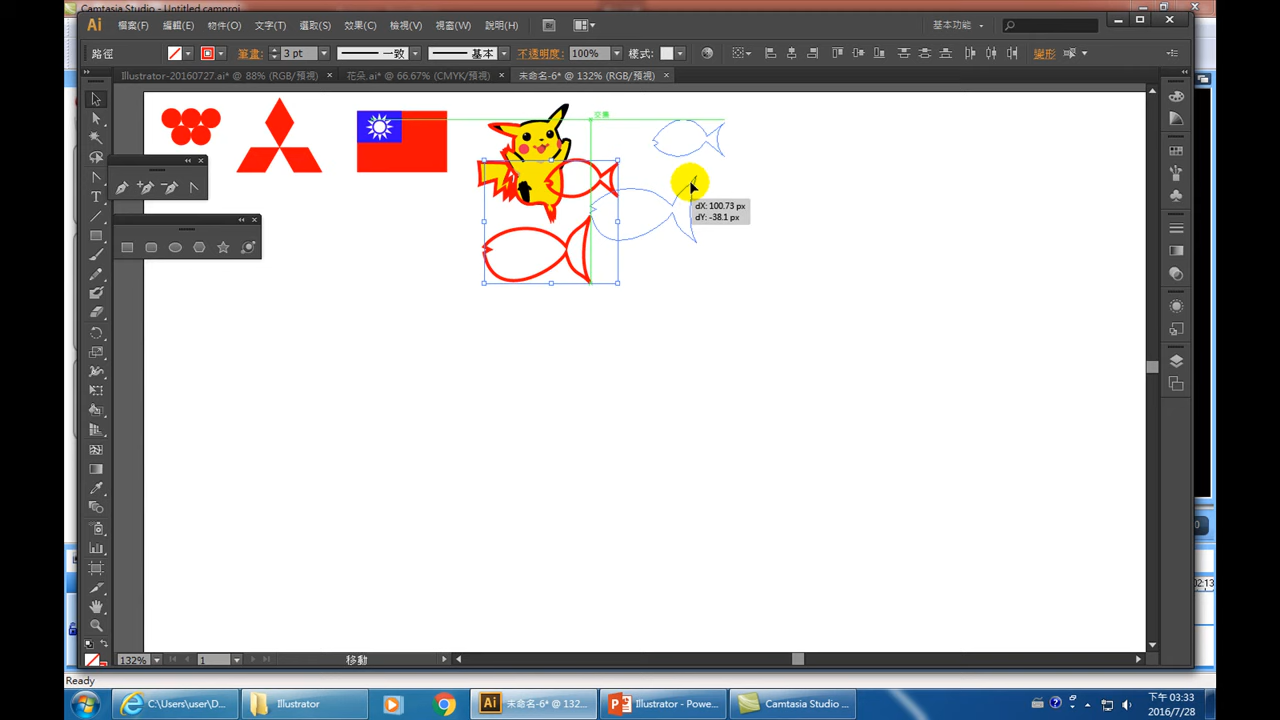 Camtasia Studio - Untitled.camproj
Ai 檔案(F) 編輯(E) 物件(O) 文字(T) 選取(S) 效果(C) 檢視(V) 視窗(W) 說明(H) Br 基本功能
路徑 筆畫: 3 pt 一致 基本 不透明度: 100% 樣式: 變形
Illustrator-20160727.ai* @ 88% (RGB/預視) × 花朵.ai* @ 66.67% (CMYK/預視) × 未命名-6* @ 132% (RGB/預視) ×
交集
dX: 100.73 px
dY: -38.1 px
02:13
132% 1 移動
Ready
C:\Users\user\D... Illustrator Ai 未命名-6* @ 132... Illustrator - Powe... Camtasia Studio ...
下午 03:33
2016/7/28